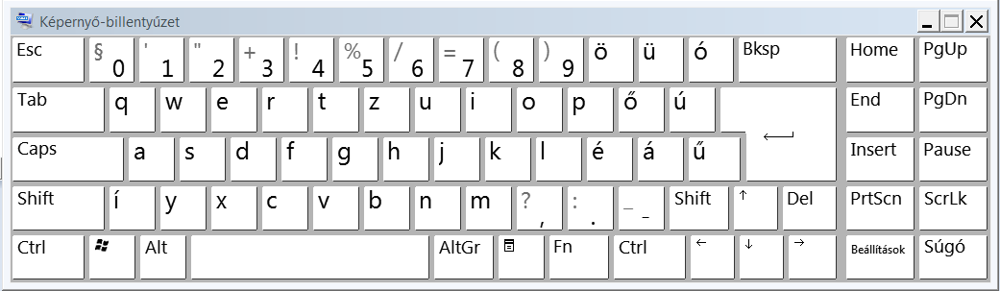 Képernyő-billentyűzet
Esc § 0 ' 1 " 2 + 3 ! 4 % 5 / 6 = 7 ( 8 ) 9 ö ü ó Bksp Home PgUp
Tab q w e r t z u i o p ő ú End PgDn
Caps a s d f g h j k l é á ű Insert Pause
Shift í y x c v b n m ? , : . _ - Shift ↑ Del PrtScn ScrLk
Ctrl Alt AltGr Fn Ctrl ← ↓ → Beállítások Súgó